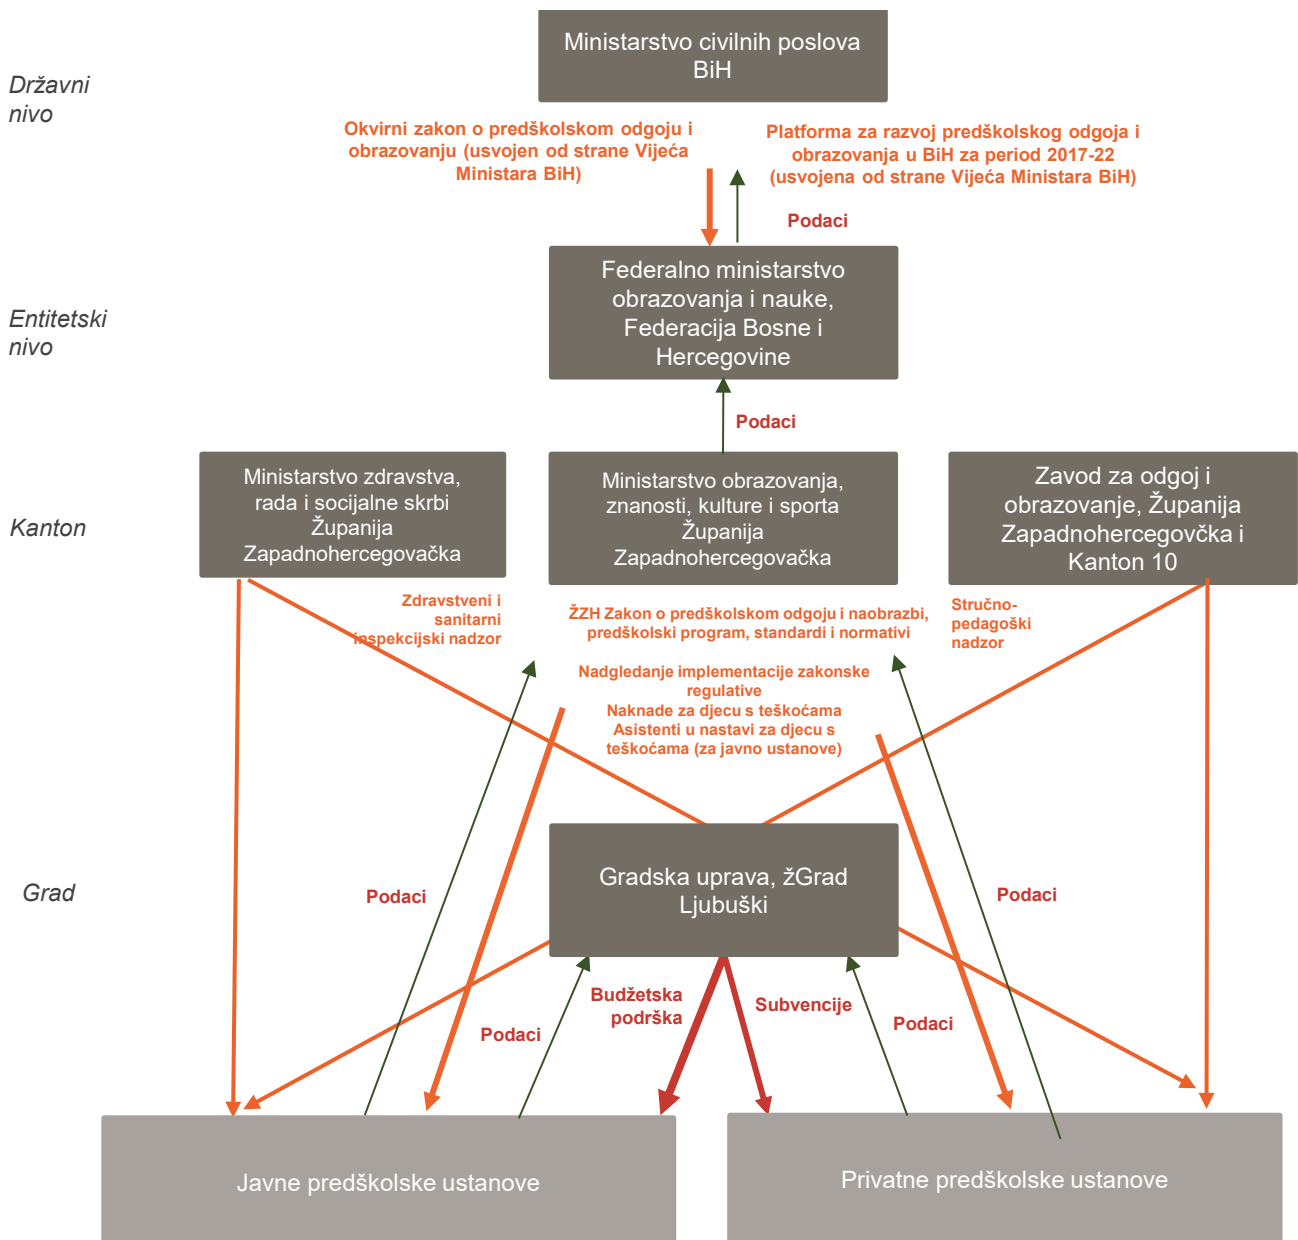 Ministarstvo civilnih poslova
BiH
Državni
nivo
Okvirni zakon o predškolskom odgoju i
obrazovanju (usvojen od strane Vijeća
Ministara BiH)
Platforma za razvoj predškolskog odgoja i
obrazovanja u BiH za period 2017-22
(usvojena od strane Vijeća Ministara BiH)
Podaci
Entitetski
nivo
Federalno ministarstvo
obrazovanja i nauke,
Federacija Bosne i
Hercegovine
Podaci
Kanton
Ministarstvo zdravstva,
rada i socijalne skrbi
Županija
Zapadnohercegovačka
Ministarstvo obrazovanja,
znanosti, kulture i sporta
Županija
Zapadnohercegovačka
Zavod za odgoj i
obrazovanje, Županija
Zapadnohercegovčka i
Kanton 10
Zdravstveni i
sanitarni
inspekcijski nadzor
ŽZH Zakon o predškolskom odgoju i naobrazbi,
predškolski program, standardi i normativi
Stručno-
pedagoški
nadzor
Nadgledanje implementacije zakonske
regulative
Naknade za djecu s teškoćama
Asistenti u nastavi za djecu s
teškoćama (za javno ustanove)
Grad
Gradska uprava, žGrad
Ljubuški
Podaci
Podaci
Podaci
Budžetska
podrška
Subvencije
Podaci
Javne predškolske ustanove
Privatne predškolske ustanove